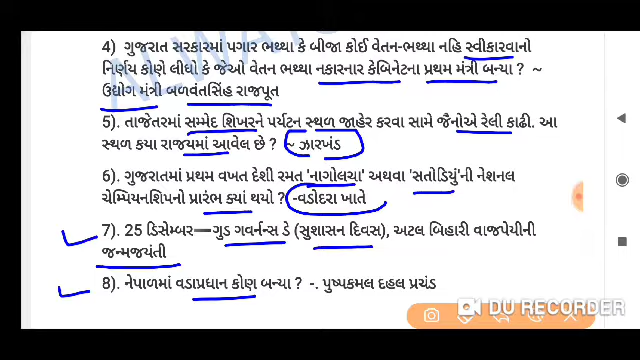 4) ગુજરાત સરકારમાં પગાર ભથ્થા કે બીજા કોઈ વેતન-ભથ્થા નહિ સ્વીકારવાનો
નિર્ણય કોણે લીધો કે જેઓ વેતન ભથ્થા નકારનાર કેબિનેટના પ્રથમ મંત્રી બન્યા ? ~
ઉદ્યોગ મંત્રી બળવંતસિંહ રાજપૂત
5). તાજેતરમાં સમ્મેદ શિખરને પર્યટન સ્થળ જાહેર કરવા સામે જૈનોએ રેલી કાઢી. આ
સ્થળ કયા રાજયમાં આવેલ છે ? ~ ઝારખંડ
6). ગુજરાતમાં પ્રથમ વખત દેશી રમત 'નાગોલચા' અથવા 'સતોડિયું'ની નેશનલ
ચેમ્પિયનશિપનો પ્રારંભ ક્યાં થયો ? -વડોદરા ખાતે
7). 25 ડિસેમ્બર—ગુડ ગવર્નન્સ ડે (સુશાસન દિવસ), અટલ બિહારી વાજપેયીની
જન્મજયંતી
8). નેપાળમાં વડાપ્રધાન કોણ બન્યા ? -. પુષ્પકમલ દહલ પ્રચંડ
DU RECORDER